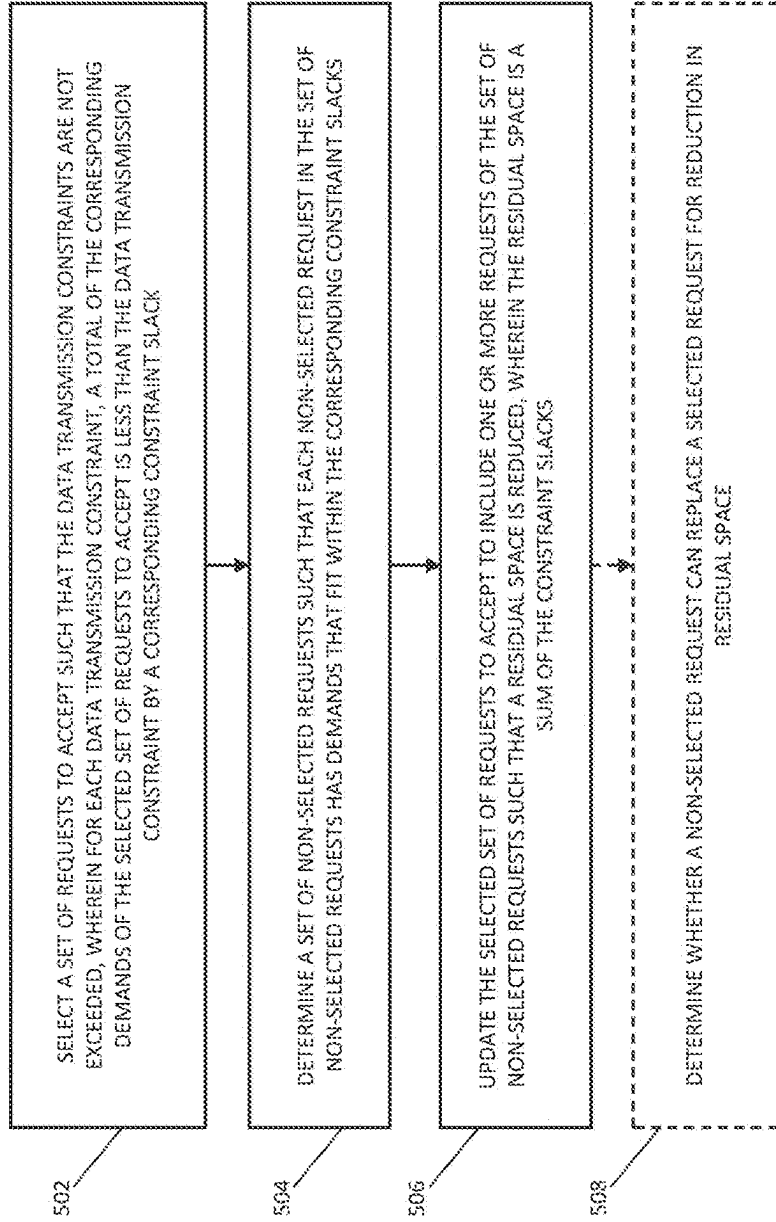 502
SELECT A SET OF REQUESTS TO ACCEPT SUCH THAT THE DATA TRANSMISSION CONSTRAINTS ARE NOT
EXCEEDED, WHEREIN FOR EACH DATA TRANSMISSION CONSTRAINT, A TOTAL OF THE CORRESPONDING
DEMANDS OF THE SELECTED SET OF REQUESTS TO ACCEPT IS LESS THAN THE DATA TRANSMISSION
CONSTRAINT BY A CORRESPONDING CONSTRAINT SLACK
504
DETERMINE A SET OF NON-SELECTED REQUESTS SUCH THAT EACH NON-SELECTED REQUEST IN THE SET OF
NON-SELECTED REQUESTS HAS DEMANDS THAT FIT WITHIN THE CORRESPONDING CONSTRAINT SLACKS
506
UPDATE THE SELECTED SET OF REQUESTS TO ACCEPT TO INCLUDE ONE OR MORE REQUESTS OF THE SET OF
NON-SELECTED REQUESTS SUCH THAT A RESIDUAL SPACE IS REDUCED, WHEREIN THE RESIDUAL SPACE IS A
SUM OF THE CONSTRAINT SLACKS
508
DETERMINE WHETHER A NON-SELECTED REQUEST CAN REPLACE A SELECTED REQUEST FOR REDUCTION IN
RESIDUAL SPACE